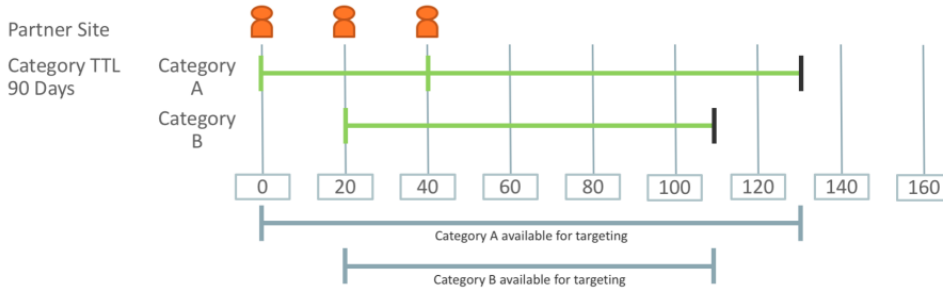 Partner Site
Category TTL
90 Days
Category
A
Category
B
0 20 40 60 80 100 120 140 160
Category A available for targeting
Category B available for targeting